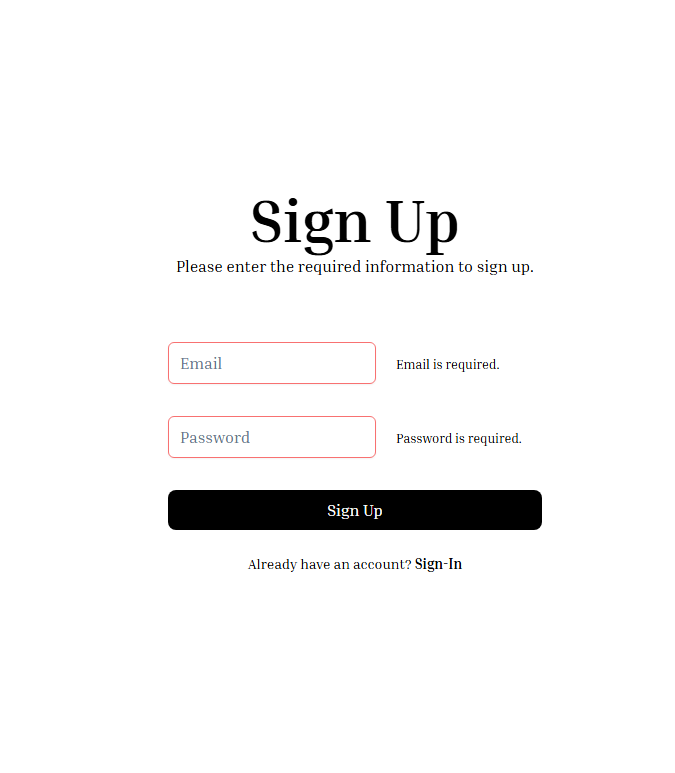 Sign Up
Please enter the required information to sign up.
Email
Email is required.
Password
Password is required.
Sign Up
Already have an account? Sign-In